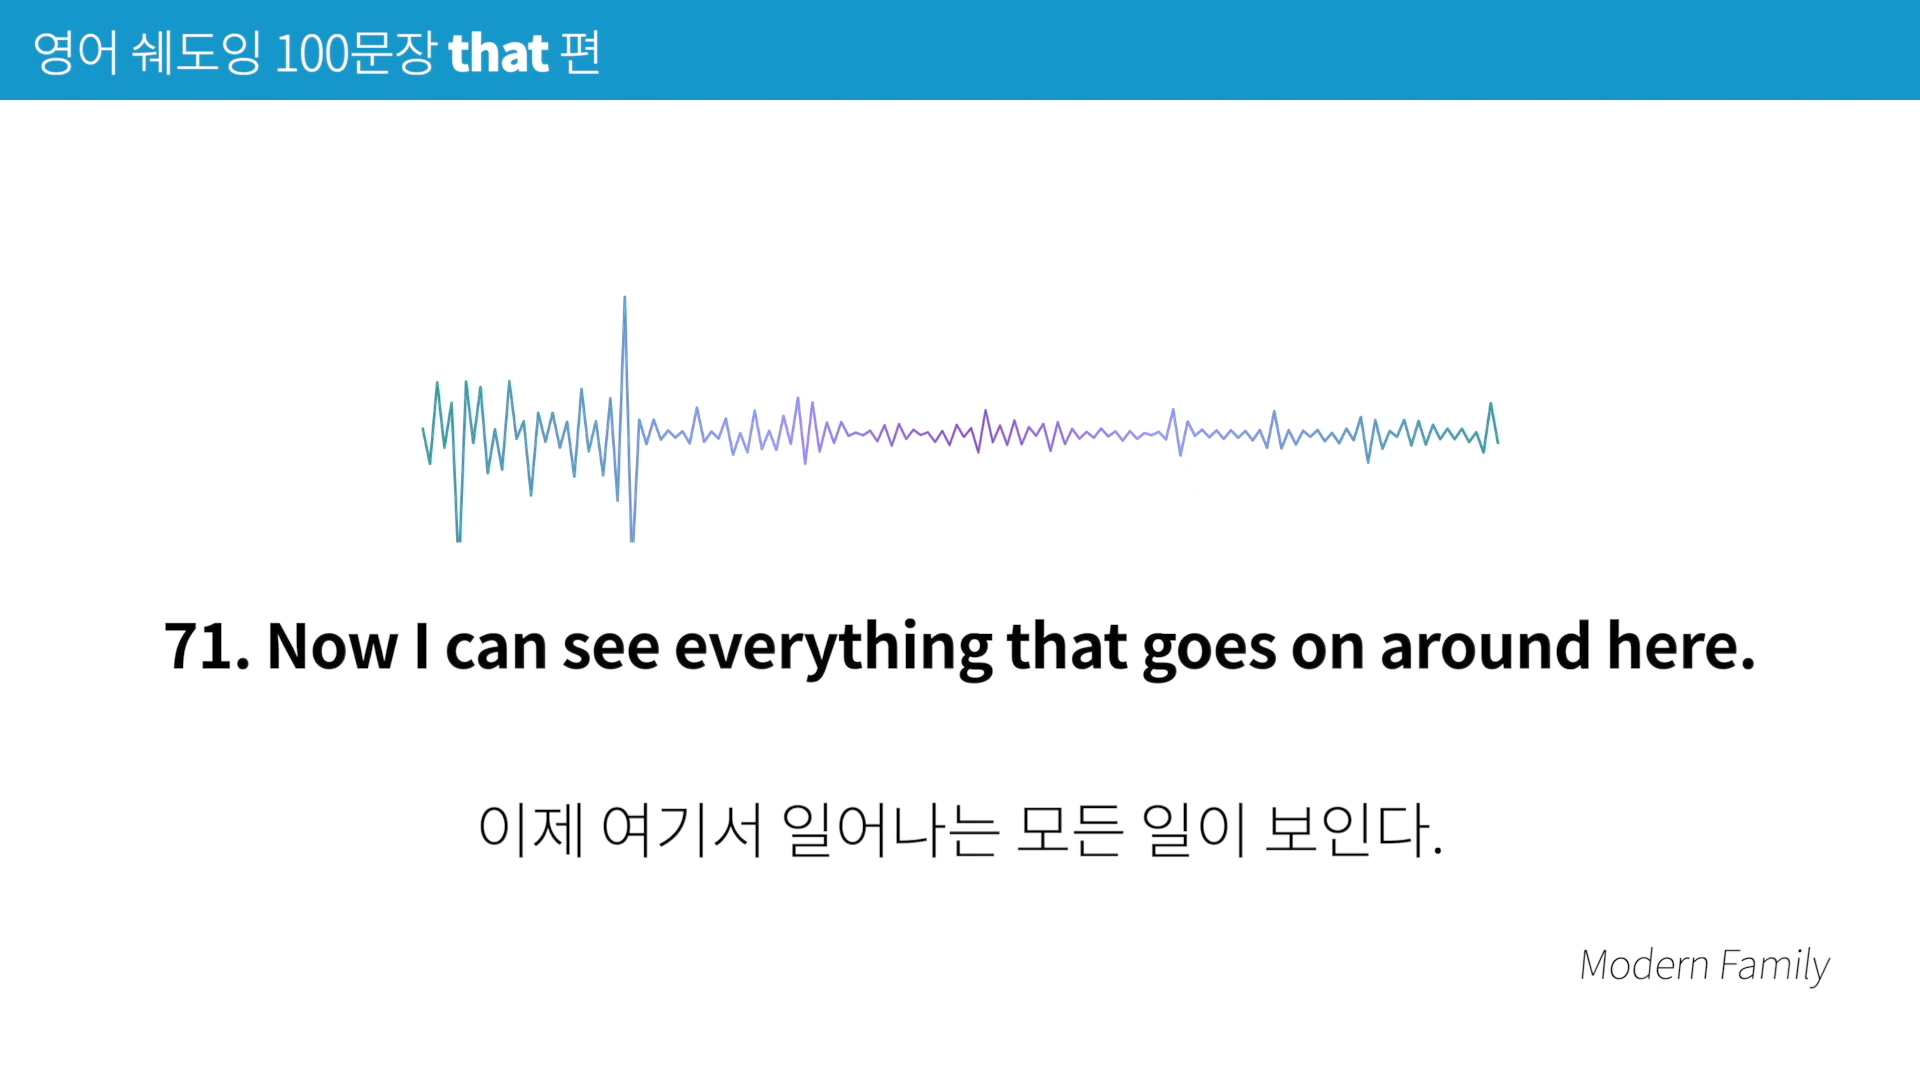 영어 쉐도잉 100문장 that 편
71. Now I can see everything that goes on around here.
이제 여기서 일어나는 모든 일이 보인다.
Modern Family